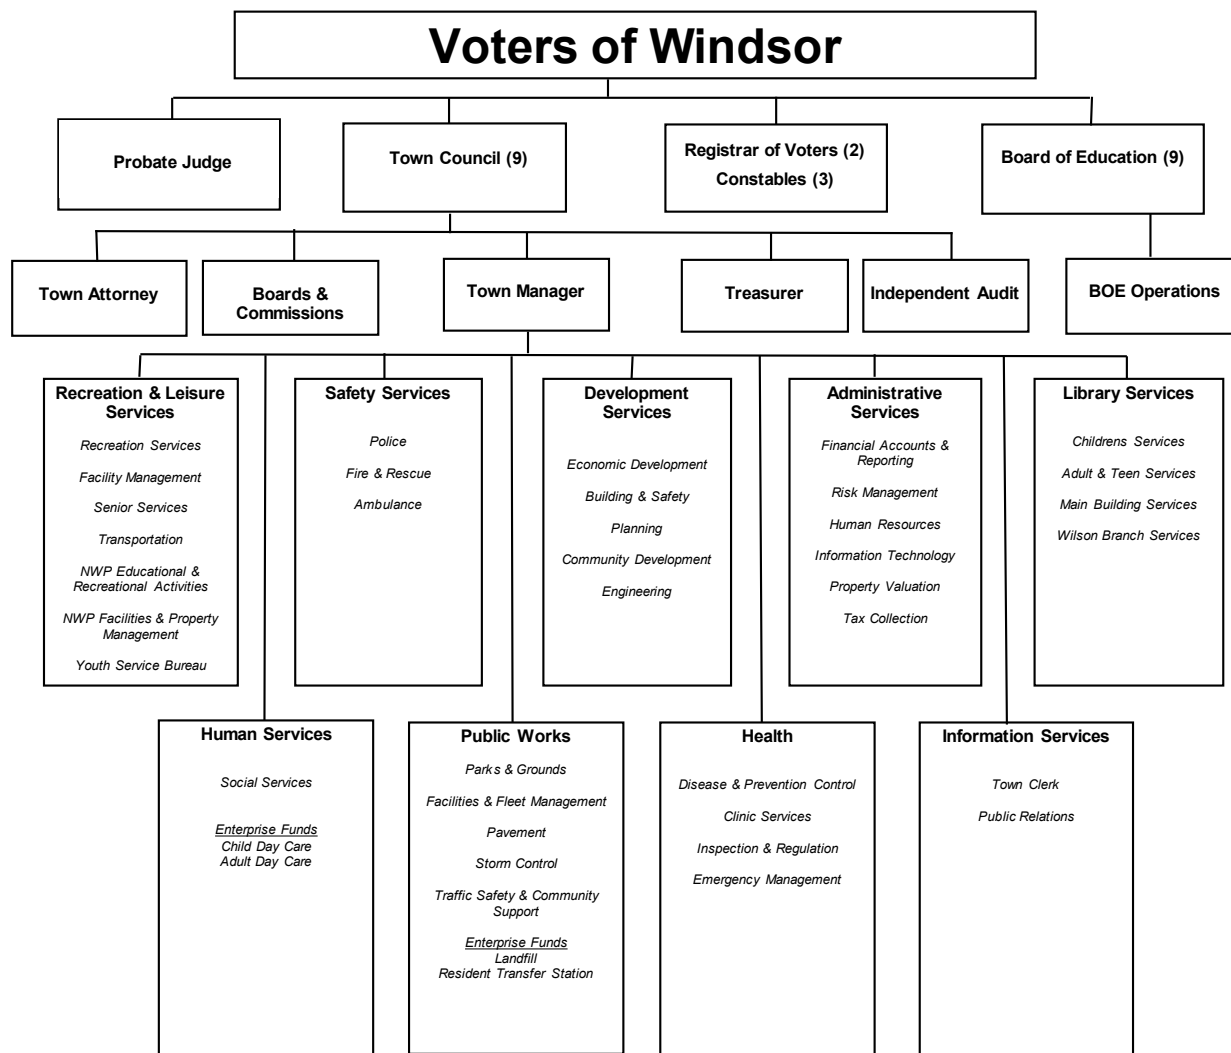 Voters of Windsor
Probate Judge
Town Council (9)
Registrar of Voters (2)
Constables (3)
Board of Education (9)
Town Attorney
Boards &
Commissions
Town Manager
Treasurer
Independent Audit
BOE Operations
Recreation & Leisure
Services
Recreation Services
Facility Management
Senior Services
Transportation
NWP Educational &
Recreational Activities
NWP Facilities & Property
Management
Youth Service Bureau
Safety Services
Police
Fire & Rescue
Ambulance
Development
Services
Economic Development
Building & Safety
Planning
Community Development
Engineering
Administrative
Services
Financial Accounts &
Reporting
Risk Management
Human Resources
Information Technology
Property Valuation
Tax Collection
Library Services
Childrens Services
Adult & Teen Services
Main Building Services
Wilson Branch Services
Human Services
Social Services
Enterprise Funds
Child Day Care
Adult Day Care
Public Works
Parks & Grounds
Facilities & Fleet Management
Pavement
Storm Control
Traffic Safety & Community
Support
Enterprise Funds
Landfill
Resident Transfer Station
Health
Disease & Prevention Control
Clinic Services
Inspection & Regulation
Emergency Management
Information Services
Town Clerk
Public Relations